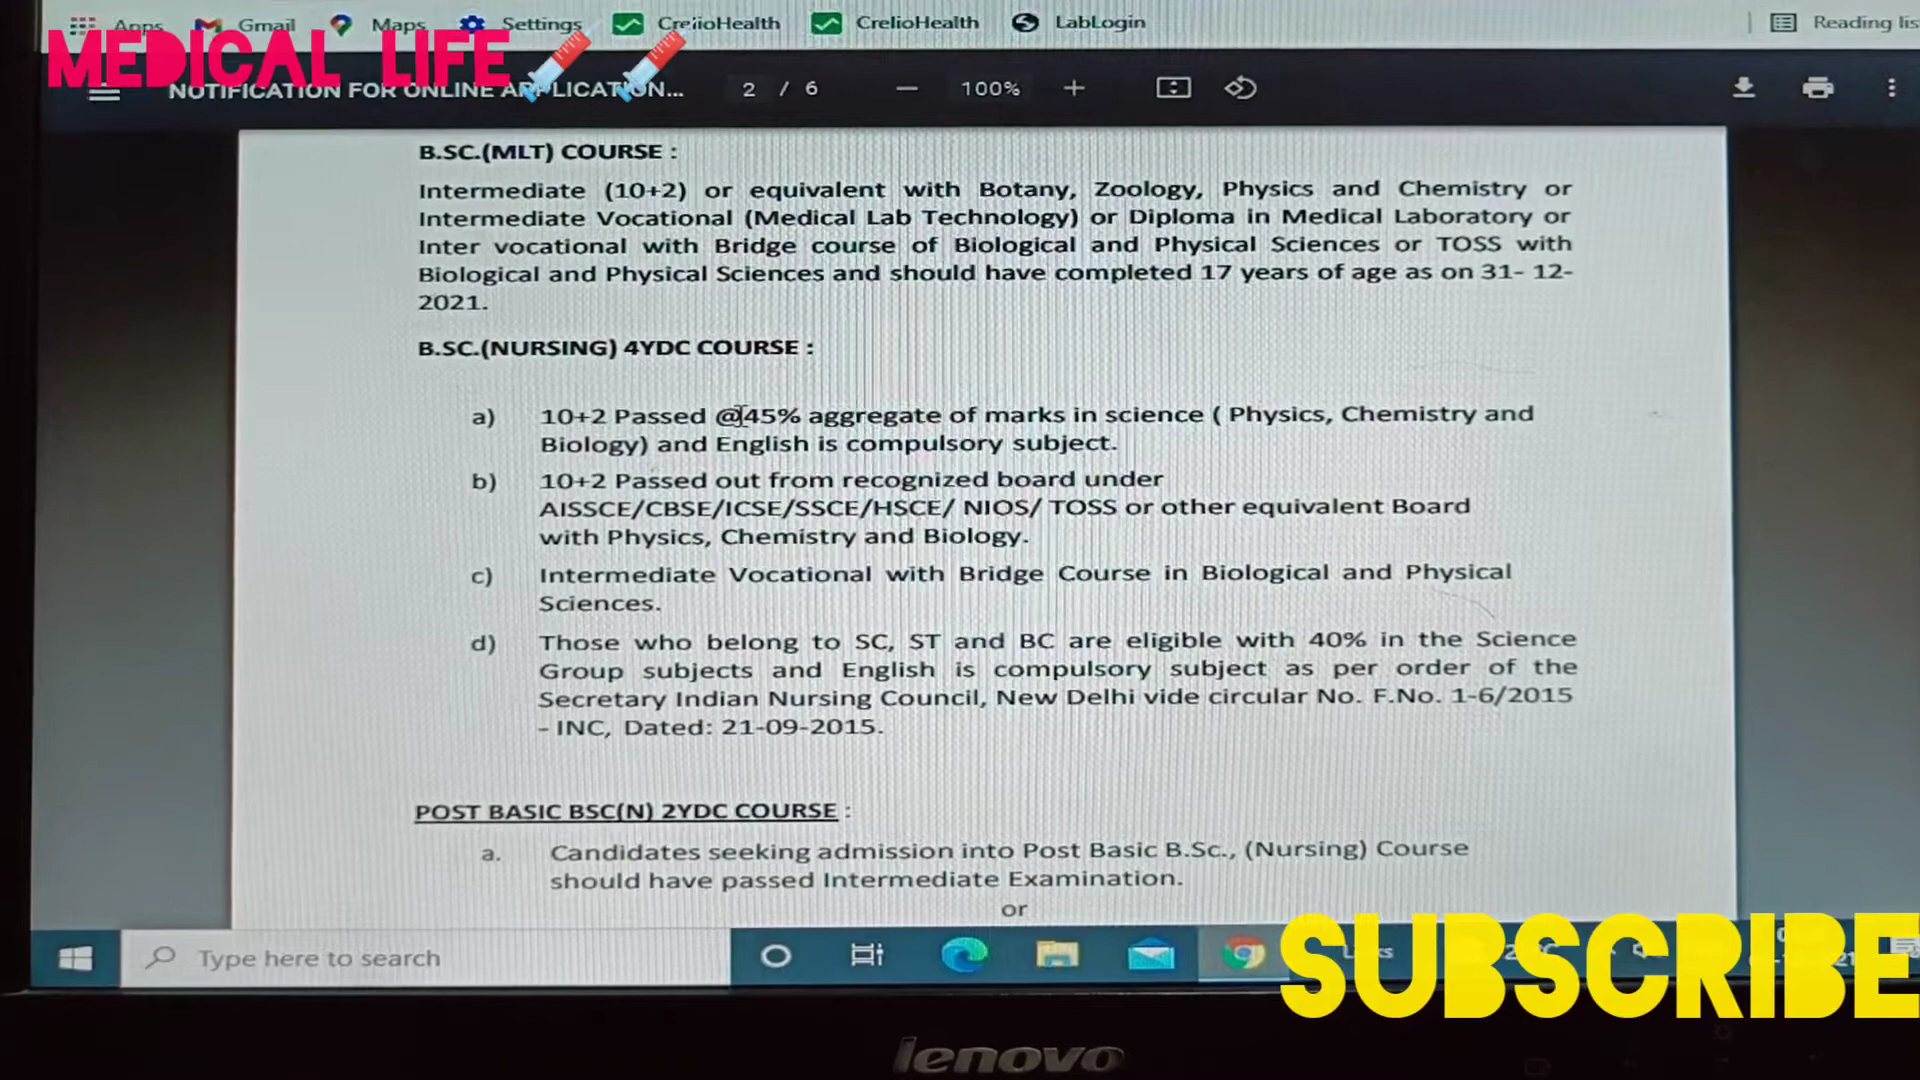 Apps Gmail Maps Settings CrelioHealth CrelioHealth LabLogin Reading lis
MEDICAL LIFE
NOTIFICATION FOR ONLINE APPLICATION... 2 / 6 100%
B.SC.(MLT) COURSE :
Intermediate (10+2) or equivalent with Botany, Zoology, Physics and Chemistry or
Intermediate Vocational (Medical Lab Technology) or Diploma in Medical Laboratory or
Inter vocational with Bridge course of Biological and Physical Sciences or TOSS with
Biological and Physical Sciences and should have completed 17 years of age as on 31- 12-
2021.
B.SC.(NURSING) 4YDC COURSE :
a) 10+2 Passed @45% aggregate of marks in science ( Physics, Chemistry and
Biology) and English is compulsory subject.
b) 10+2 Passed out from recognized board under
AISSCE/CBSE/ICSE/SSCE/HSCE/ NIOS/ TOSS or other equivalent Board
with Physics, Chemistry and Biology.
c) Intermediate Vocational with Bridge Course in Biological and Physical
Sciences.
d) Those who belong to SC, ST and BC are eligible with 40% in the Science
Group subjects and English is compulsory subject as per order of the
Secretary Indian Nursing Council, New Delhi vide circular No. F.No. 1-6/2015
- INC, Dated: 21-09-2015.
POST BASIC BSC(N) 2YDC COURSE :
a. Candidates seeking admission into Post Basic B.Sc., (Nursing) Course
should have passed Intermediate Examination.
or
Type here to search
SUBSCRIBE
lenovo